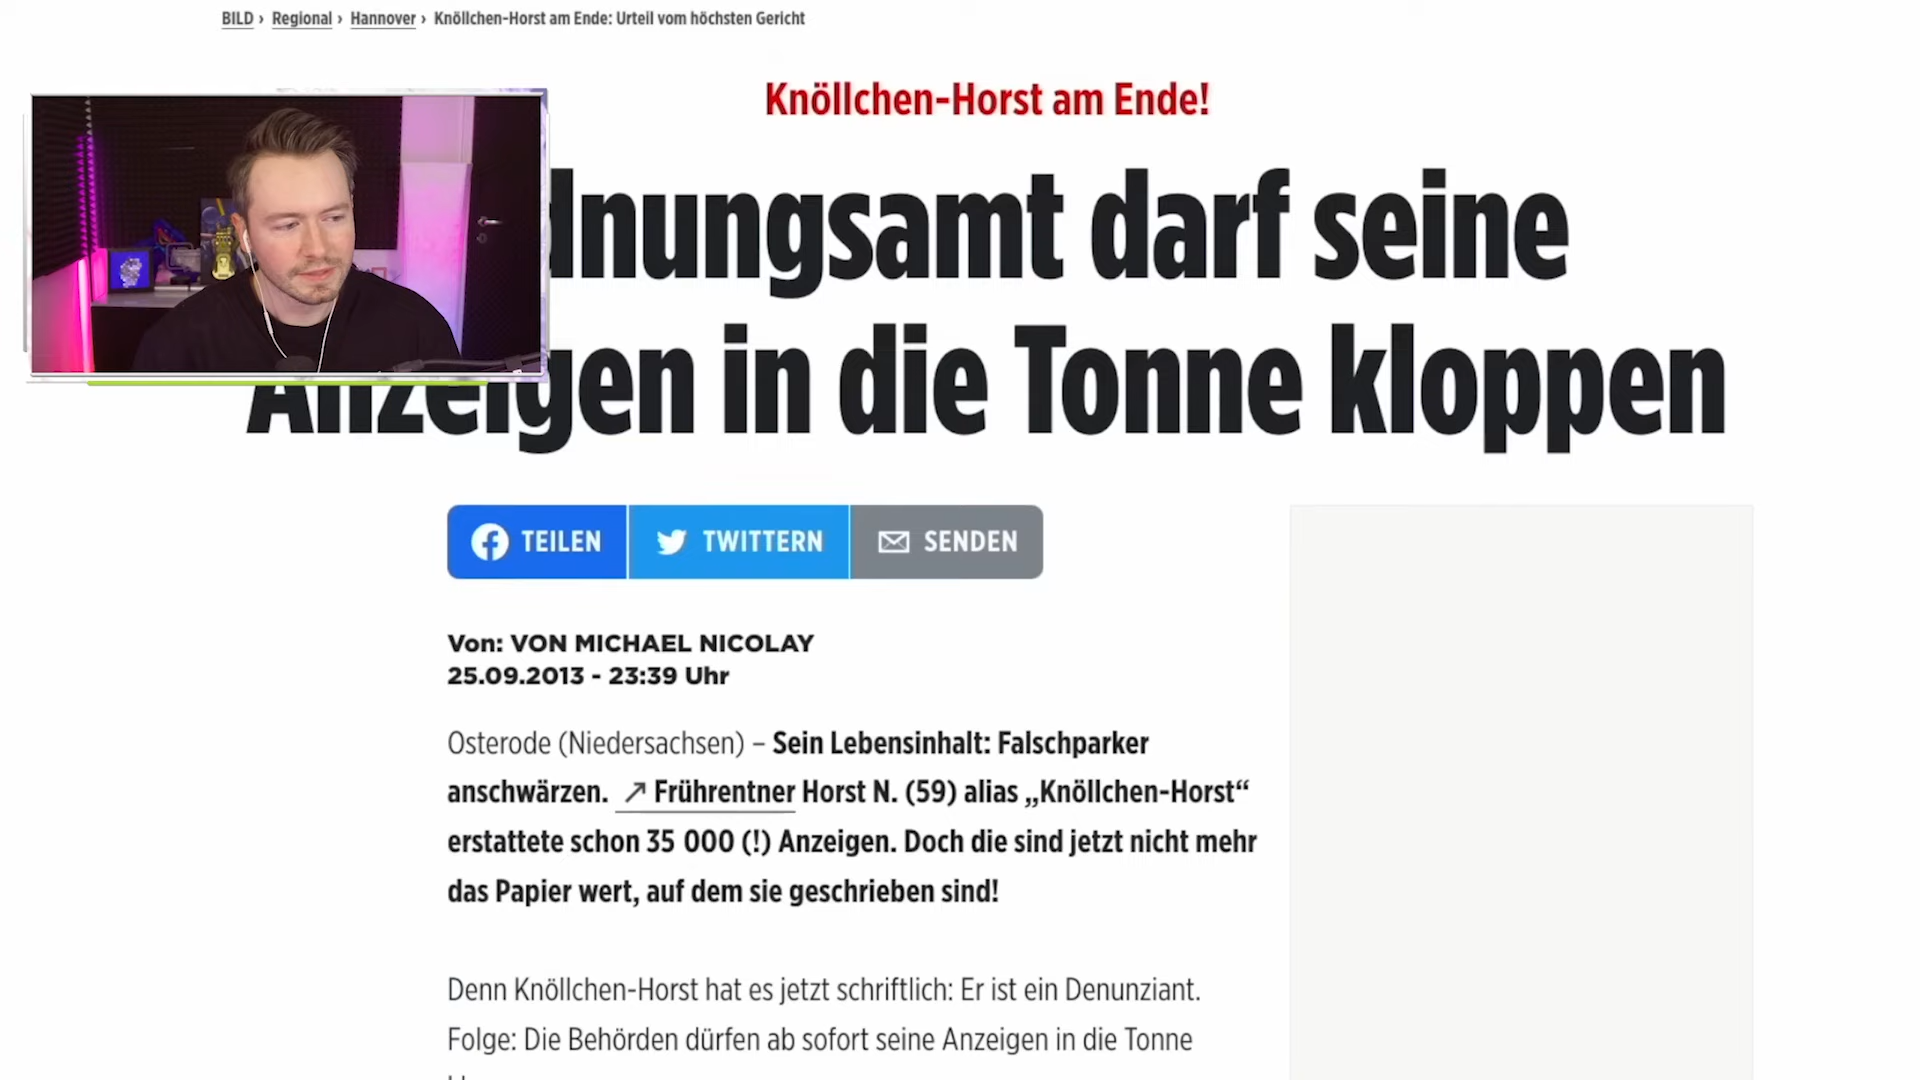 BILD › Regional › Hannover › Knöllchen-Horst am Ende: Urteil vom höchsten Gericht
Knöllchen-Horst am Ende!
dnungsamt darf seine
Anzeigen in die Tonne kloppen
TEILEN
TWITTERN
SENDEN
Von: VON MICHAEL NICOLAY
25.09.2013 - 23:39 Uhr
Osterode (Niedersachsen) – Sein Lebensinhalt: Falschparker
anschwärzen. ↗ Frührentner Horst N. (59) alias „Knöllchen-Horst“
erstattete schon 35 000 (!) Anzeigen. Doch die sind jetzt nicht mehr
das Papier wert, auf dem sie geschrieben sind!
Denn Knöllchen-Horst hat es jetzt schriftlich: Er ist ein Denunziant.
Folge: Die Behörden dürfen ab sofort seine Anzeigen in die Tonne